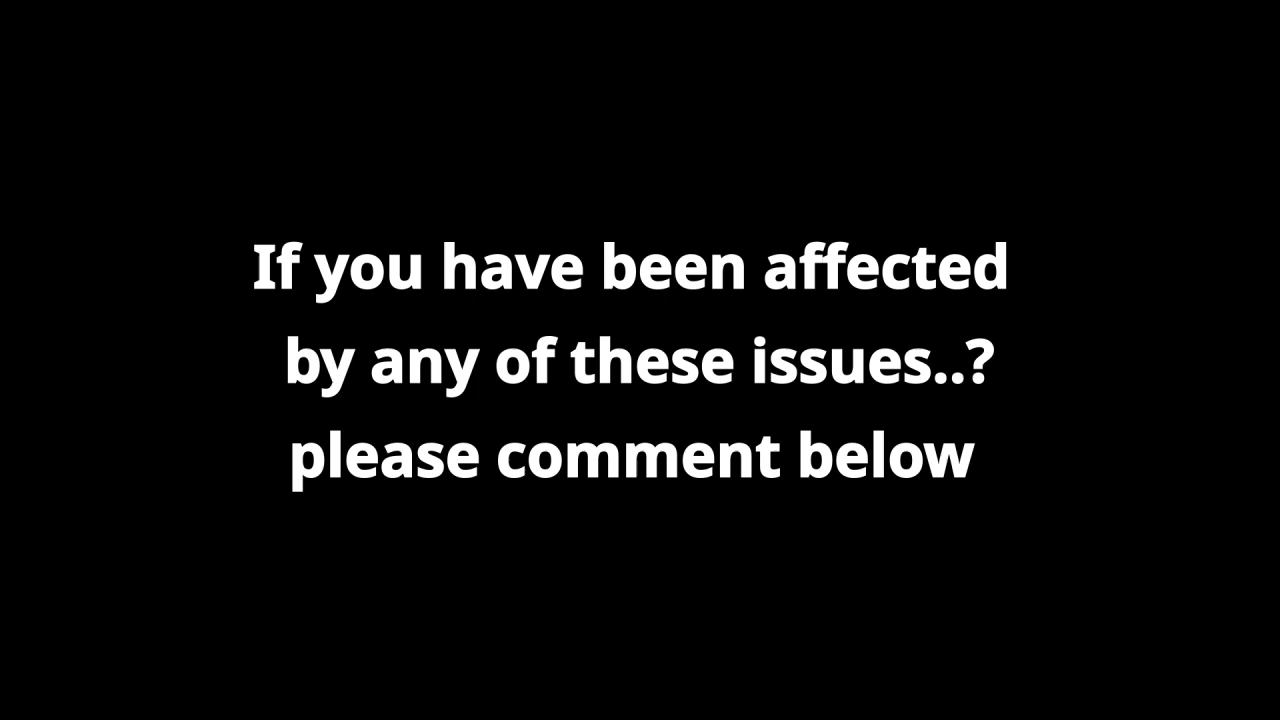 If you have been affected
by any of these issues..?
please comment below